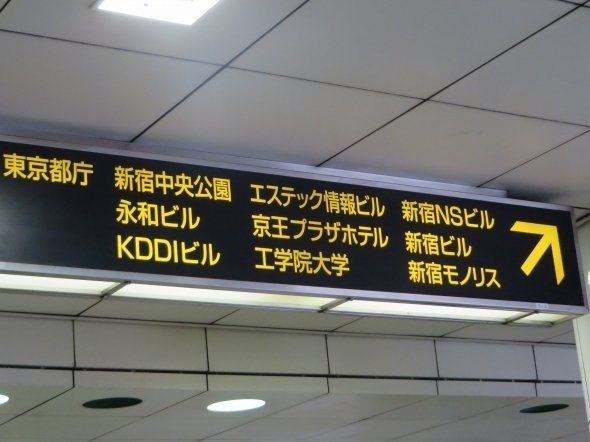 東京都庁
新宿中央公園
永和ビル
KDDIビル
エステック情報ビル
京王プラザホテル
工学院大学
新宿NSビル
新宿ビル
新宿モノリス